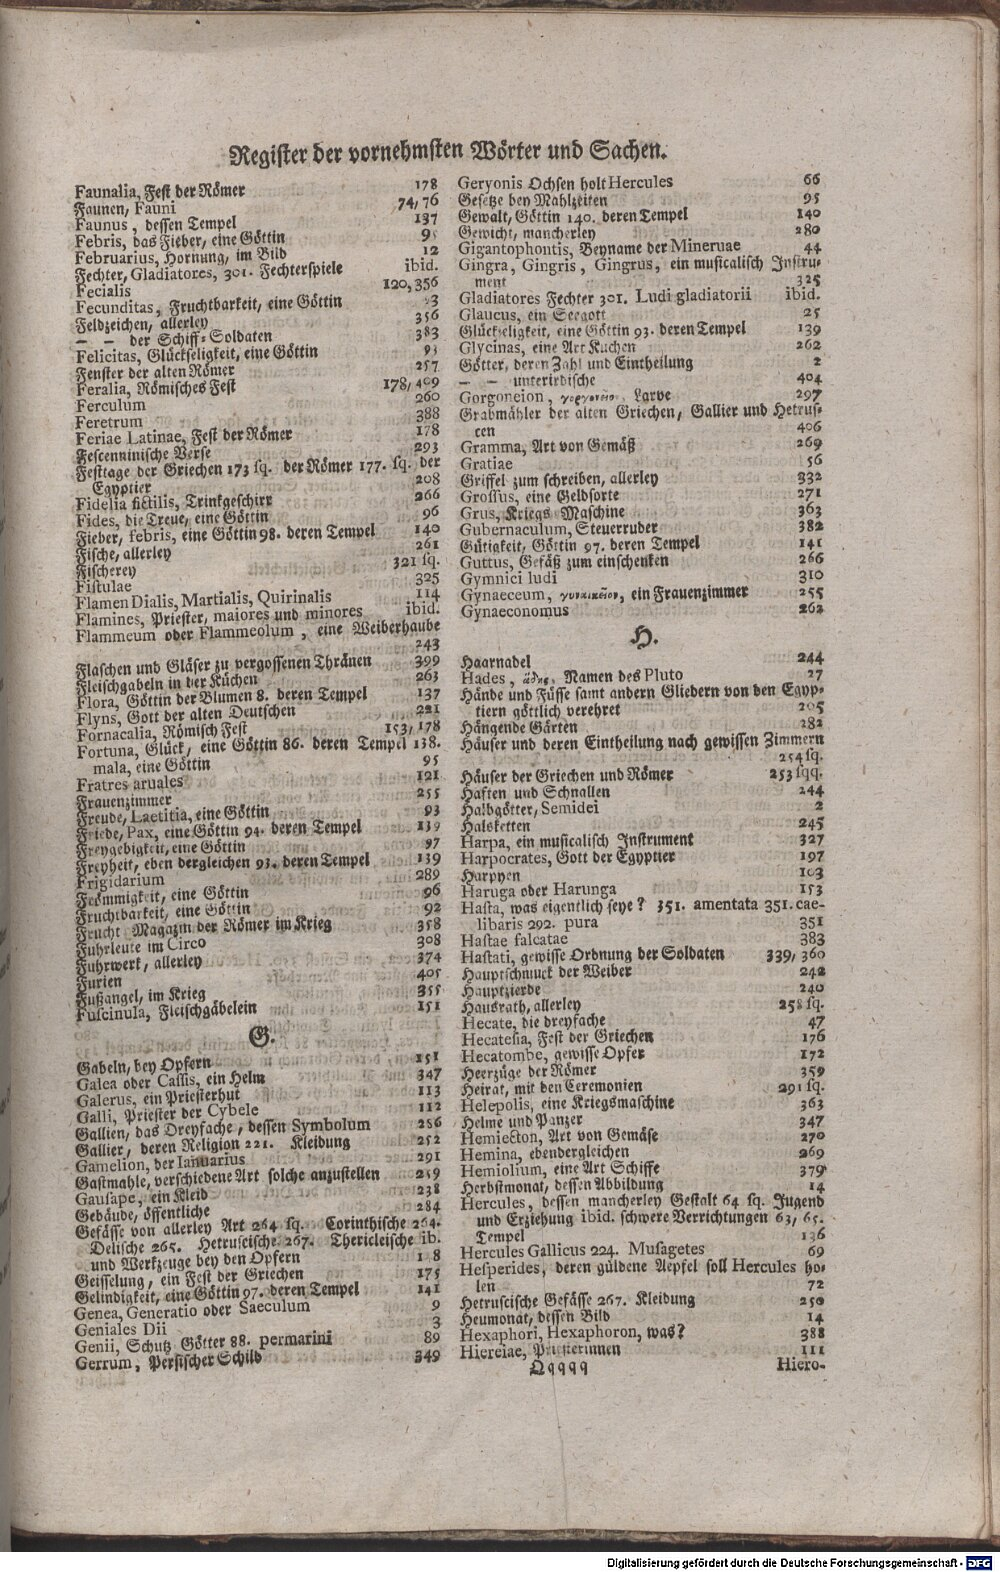 Register der vornehmsten Wörter und Sachen.
Faunalia, Fest der Römer 178
Faunen, Fauni 74, 76
Faunus, dessen Tempel 137
Febris, das Fieber, eine Göttin
Februarius, Hornung, im Bild 12
Fechter, Gladiatores, 301. Fechterspiele ibid.
Fecialis 120, 356
Fecunditas, Fruchtbarkeit, eine Göttin
Feldzeichen, allerley 356
— — der Schiff-Soldaten 383
Felicitas, Glückseligkeit, eine Göttin 93
Fenster der alten Römer 257
Feralia, Römisches Fest 178, 409
Ferculum 260
Feretrum 388
Feriae Latinae, Fest der Römer 178
Fescenninische Verse 293
Festtage der Griechen 173 sq. der Römer 177. sq. der
Egyptier 208
Fidelia fictilis, Trinkgeschirr 266
Fides, die Treue, eine Göttin 96
Fieber, febris, eine Göttin 98. deren Tempel 140
Fische, allerley 261
Fischerey 321 sq.
Fistulae 325
Flamen Dialis, Martialis, Quirinalis 114
Flamines, Priester, maiores und minores ibid.
Flammeum oder Flammeolum, eine Weiberhaube
243
Flaschen und Gläser zu vergossenen Thränen 399
Fleischgabeln in der Küchen 263
Flora, Göttin der Blumen 8. deren Tempel 137
Flyns, Gott der alten Deutschen 221
Fornacalia, Römisch Fest 153, 178
Fortuna, Glück, eine Göttin 86. deren Tempel 138.
mala, eine Göttin 95
Fratres aruales 121
Frauenzimmer 255
Freude, Laetitia, eine Göttin 93
Friede, Pax, eine Göttin 94. deren Tempel 139
Freygebigkeit, eine Göttin 97
Freyheit, eben dergleichen 93. deren Tempel 139
Frigidarium 289
Frömmigkeit, eine Göttin 96
Fruchtbarkeit, eine Göttin 92
Frucht Magazin der Römer im Krieg 358
Fuhrleute im Circo 308
Fuhrwerk, allerley 374
Furien 405
Fußangel, im Krieg 355
Fuscinula, Fleischgäbelein 151
G.
Gabeln, bey Opfern 151
Galea oder Cassis, ein Helm 347
Galerus, ein Priesterhut 113
Galli, Priester der Cybele 112
Gallien, das Dreyfache, dessen Symbolum 286
Gallier, deren Religion 221. Kleidung 252
Gamelion, der Ianuarius 291
Gastmahle, verschiedene Art solche anzustellen 259
Gausape, ein Kleid 238
Gebäude, öffentliche 284
Gefässe von allerley Art 264 sq. Corinthische 264.
Delische 265. Hetruscische 267. Thericleische ib.
und Werkzeuge bey den Opfern
Geisselung, ein Fest der Griechen 175
Gelindigkeit, eine Göttin 97. deren Tempel 141
Genea, Generatio oder Saeculum 9
Geniales Dii 3
Genii, Schutz Götter 88. permarini 89
Gerrum, Persischer Schild 349
Geryonis Ochsen holt Hercules 66
Gesetze bey Mahlzeiten 95
Gewalt, Göttin 140. deren Tempel 140
Gewicht, mancherley 280
Gigantophontis, Beyname der Mineruae 44
Gingra, Gingris, Gingrus, ein musicalisch Instru-
ment 325
Gladiatores Fechter 301. Ludi gladiatorii ibid.
Glaucus, ein Seegott 25
Glückseligkeit, eine Göttin 93. deren Tempel 139
Glycinas, eine Art Kuchen 262
Götter, deren Zahl und Eintheilung 2
— — unterirdische 404
Gorgoneion, Larve 297
Grabmähler der alten Griechen, Gallier und Hetrus-
cen 406
Gramma, Art von Gemäß 269
Gratiae 56
Griffel zum schreiben, allerley 332
Grossus, eine Geldsorte 271
Grus, Kriegs Maschine 363
Gubernaculum, Steuerruder 382
Gütigkeit, Göttin 97. deren Tempel 141
Guttus, Gefäß zum einschenken 266
Gymnici ludi 310
Gynaeceum, γυναικεῖον, ein Frauenzimmer 255
Gynaeconomus 262
H.
Haarnadel 244
Hades, ᾅδης, Namen des Pluto 27
Hände und Füsse samt andern Gliedern von den Egyp-
tiern göttlich verehret 205
Hängende Gärten 282
Häuser und deren Eintheilung nach gewissen Zimmern
254 sq.
Häuser der Griechen und Römer 253 sqq.
Haften und Schnallen 244
Halbgötter, Semidei 2
Halsketten 245
Harpa, ein musicalisch Instrument 327
Harpocrates, Gott der Egyptier 197
Harpyen 103
Haruga oder Harunga 153
Hasta, was eigentlich seye? 351. amentata 351. cae-
libaris 292. pura 351
Hastae falcatae 383
Hastati, gewisse Ordnung der Soldaten 339, 360
Hauptschmuck der Weiber 242
Hauptzierde 240
Hausrath, allerley 258 sq.
Hecate, die dreyfache 47
Hecatesia, Fest der Griechen 176
Hecatombe, gewisse Opfer 172
Heerzüge der Römer 359
Heirat, mit den Ceremonien 291 sq.
Helepolis, eine Kriegsmaschine 363
Helme und Panzer 347
Hemiecton, Art von Gemäse 270
Hemina, ebendergleichen 269
Hemiolium, eine Art Schiffe 379
Herbstmonat, dessen Abbildung 14
Hercules, dessen mancherley Gestalt 64 sq. Jugend
und Erziehung ibid. schwere Verrichtungen 63, 65.
Tempel 136
Hercules Gallicus 224. Musagetes 69
Hesperides, deren güldene Aepfel soll Hercules ho-
len 72
Hetruscische Gefässe 267. Kleidung 250
Heumonat, dessen Bild 14
Hexaphori, Hexaphoron, was? 388
Hiereiae, Priesterinnen 111
Qqqqq Hiero-
Digitalisierung gefördert durch die Deutsche Forschungsgemeinschaft - DFG